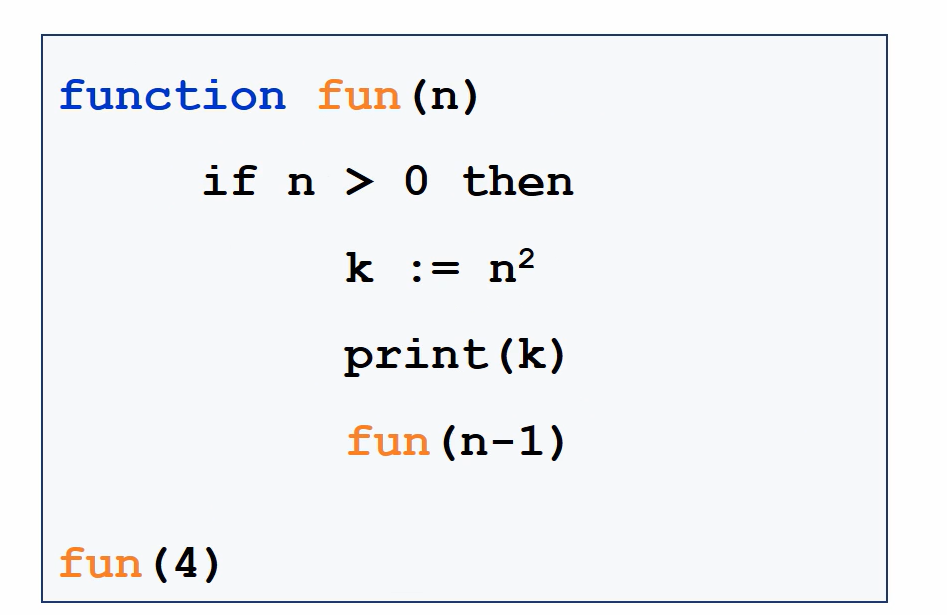 function fun(n)
if n > 0 then
k := n²
print(k)
fun(n-1)
fun(4)